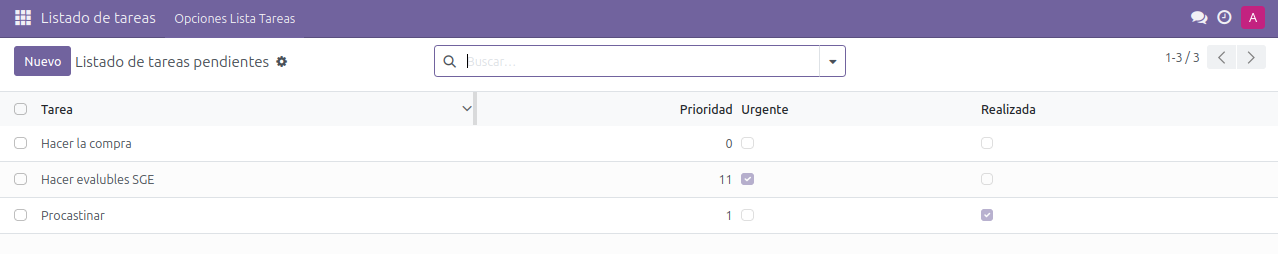 Listado de tareas Opciones Lista Tareas A
Nuevo Listado de tareas pendientes Buscar... 1-3 / 3
Tarea Prioridad Urgente Realizada
Hacer la compra 0
Hacer evalubles SGE 11
Procastinar 1